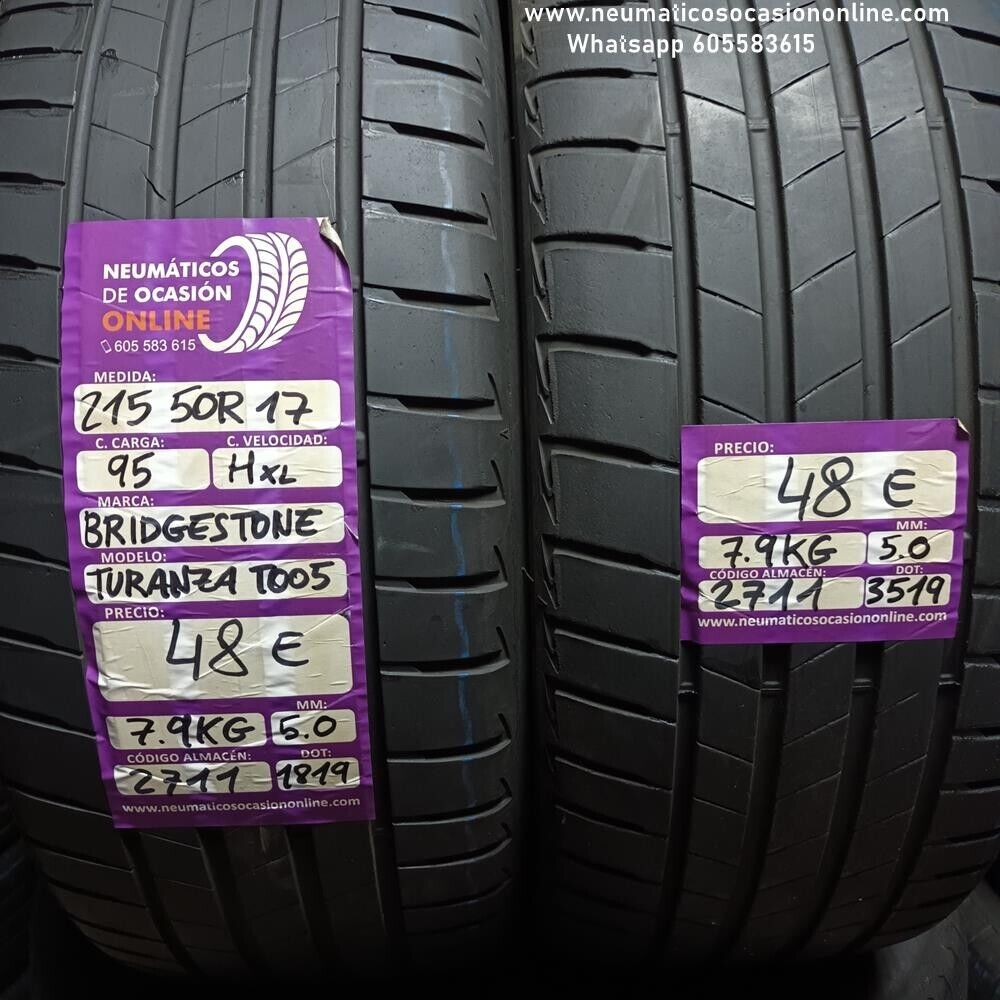 www.neumaticosocasiononline.com
Whatsapp 605583615
NEUMÁTICOS
DE OCASIÓN
ONLINE
605 583 615
MEDIDA:
215 50R 17
C. CARGA: C. VELOCIDAD:
95 H XL
MARCA:
BRIDGESTONE
MODELO:
TURANZA T005
PRECIO:
48 E
MM:
7.9KG 5.0
CÓDIGO ALMACÉN: DOT:
2711 1819
www.neumaticosocasiononline.com
PRECIO:
48 E
MM:
7.9KG 5.0
CÓDIGO ALMACÉN: DOT:
2711 3519
www.neumaticosocasiononline.com